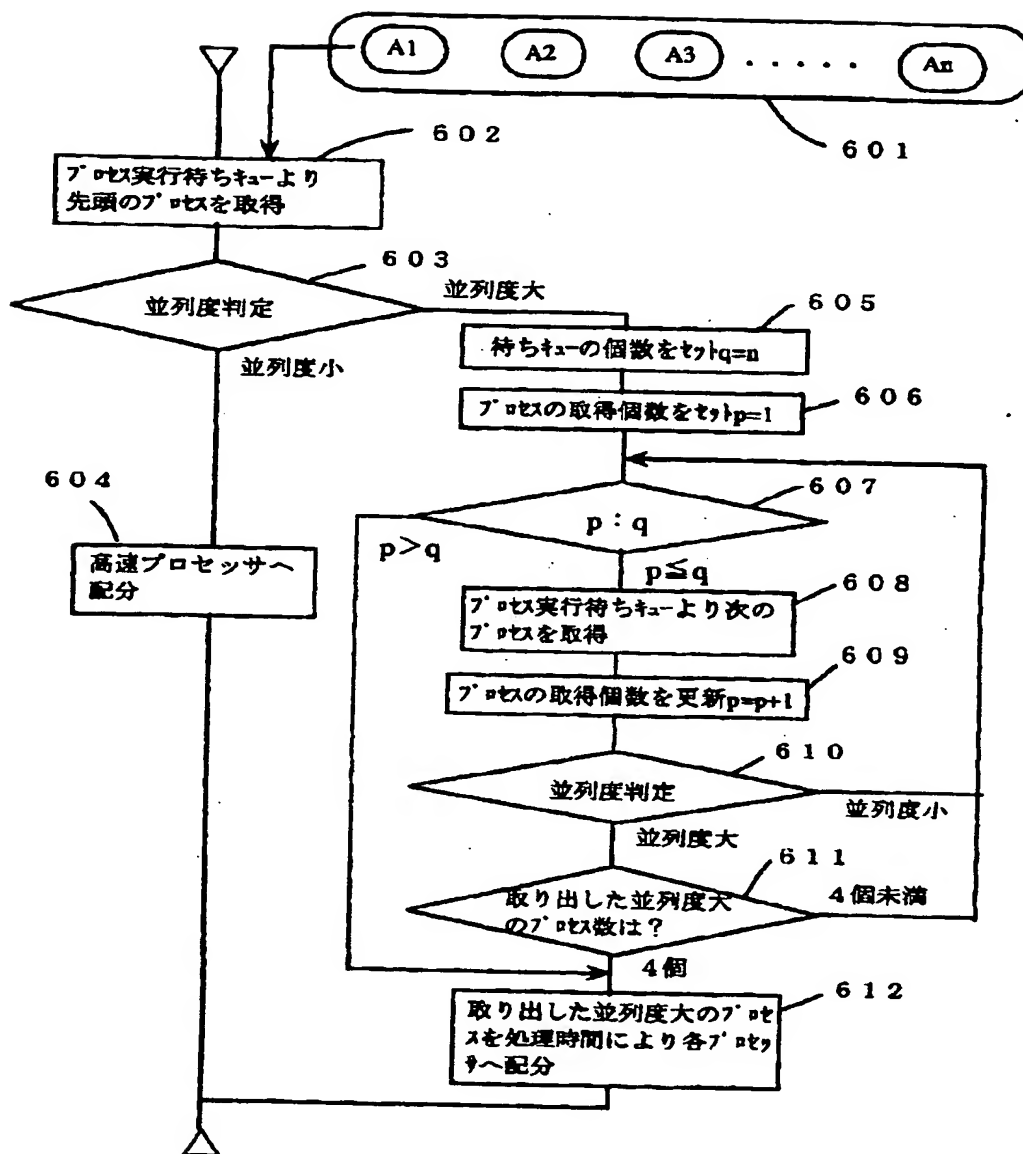 A1 A2 A3 ・・・・・ An
601
602
プロセス実行待ちキューより
先頭のプロセスを取得
603
並列度判定
並列度大
並列度小
604
高速プロセッサへ
配分
605
待ちキューの個数をセットq=n
606
プロセスの取得個数をセットp=1
607
p:q
p>q
p≦q
608
プロセス実行待ちキューより次の
プロセスを取得
609
プロセスの取得個数を更新p=p+1
610
並列度判定
並列度小
並列度大
611
取り出した並列度大
のプロセス数は?
4個未満
4個
612
取り出した並列度大のプロセ
スを処理時間により各プロセッ
サへ配分